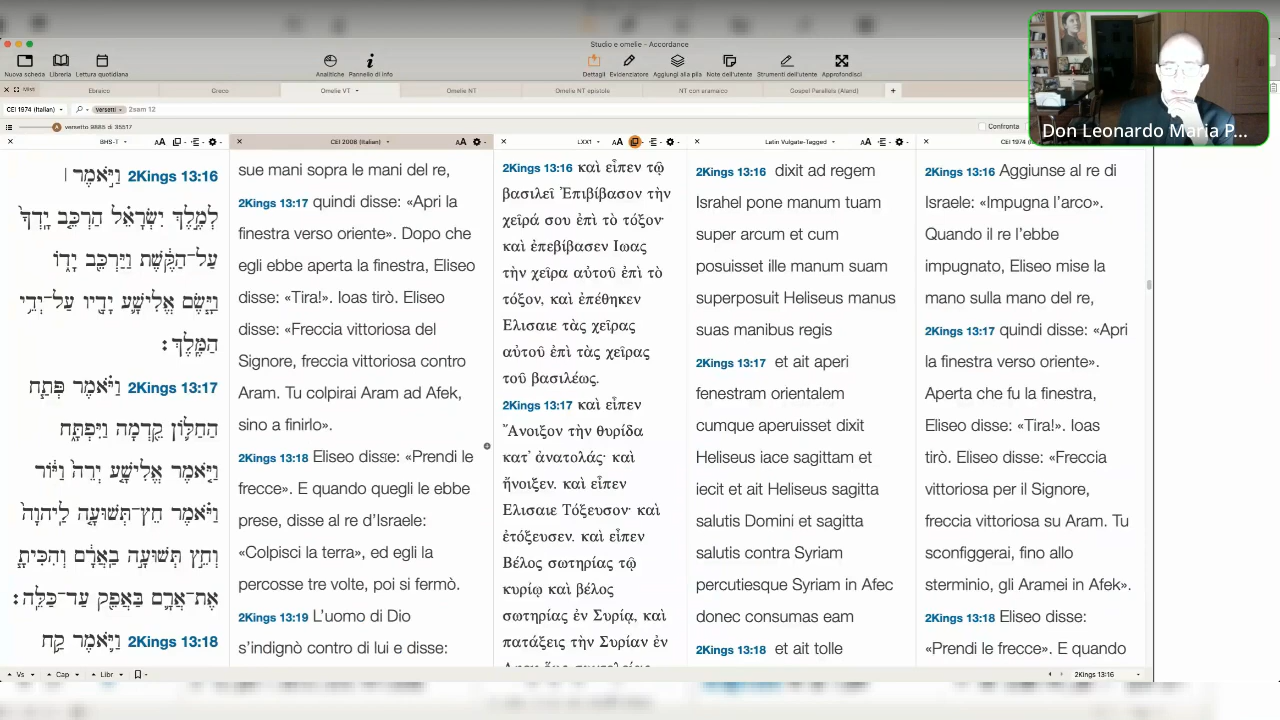 Studio e omelie - Accordance
Nuova scheda
Libreria
Lettura quotidiana
Analitiche
Pannello di info
Dettagli
Evidenziatore
Aggiungi alla pila
Note dell'utente
Strumenti dell'utente
Approfondisci
Ebraico
Greco
Omelie VT
Omelie NT
Omelie NT epistole
NT con aramaico
Gospel Parallels (Aland)
CEI 1974 (Italian)
versetti
2sam 12
versetto 9885 di 35517
Confronta
Don Leonardo Maria P...
BHS-T
2Kings 13:16 וַיֹּ֣אמֶר ׀
לְמֶ֣לֶךְ יִשְׂרָאֵ֗ל הַרְכֵּ֤ב יָֽדְךָ֙
עַל־הַקֶּ֔שֶׁת וַיַּרְכֵּ֖ב יָד֑וֹ
וַיָּ֧שֶׂם אֱלִישָׁ֛ע יָדָ֖יו עַל־יְדֵ֥י
הַמֶּֽלֶךְ׃
2Kings 13:17 וַיֹּ֗אמֶר פְּתַ֧ח
הַחַלּ֛וֹן קֵ֖דְמָה וַיִּפְתָּ֑ח
וַיֹּ֤אמֶר אֱלִישָׁע֙ יְרֵה֙ וַיּ֔וֹר
וַיֹּ֗אמֶר חֵץ־תְּשׁוּעָ֤ה לַֽיהוָה֙
וְחֵ֣ץ תְּשׁוּעָ֣ה בַֽאֲרָ֔ם וְהִכִּיתָ֧
אֶת־אֲרָ֛ם בַּאֲפֵ֖ק עַד־כַּלֵּֽה׃
2Kings 13:18 וַיֹּ֛אמֶר קַ֥ח
CEI 2008 (Italian)
sue mani sopra le mani del re,
2Kings 13:17 quindi disse: «Apri la
finestra verso oriente». Dopo che
egli ebbe aperta la finestra, Eliseo
disse: «Tira!». Ioas tirò. Eliseo
disse: «Freccia vittoriosa del
Signore, freccia vittoriosa contro
Aram. Tu colpirai Aram ad Afek,
sino a finirlo».
2Kings 13:18 Eliseo disse: «Prendi le
frecce». E quando quegli le ebbe
prese, disse al re d'Israele:
«Colpisci la terra», ed egli la
percosse tre volte, poi si fermò.
2Kings 13:19 L'uomo di Dio
s'indignò contro di lui e disse:
LXX1
2Kings 13:16 καὶ εἶπεν τῷ
βασιλεῖ Ἐπιβίβασον τὴν
χεῖρά σου ἐπὶ τὸ τόξον·
καὶ ἐπεβίβασεν Ιωας
τὴν χεῖρα αὐτοῦ ἐπὶ τὸ
τόξον, καὶ ἐπέθηκεν
Ελισαιε τὰς χεῖρας
αὐτοῦ ἐπὶ τὰς χεῖρας
τοῦ βασιλέως.
2Kings 13:17 καὶ εἶπεν
Ἄνοιξον τὴν θυρίδα
κατ' ἀνατολάς· καὶ
ἤνοιξεν. καὶ εἶπεν
Ελισαιε Τόξευσον· καὶ
ἐτόξευσεν. καὶ εἶπεν
Βέλος σωτηρίας τῷ
κυρίῳ καὶ βέλος
σωτηρίας ἐν Συρίᾳ, καὶ
πατάξεις τὴν Συρίαν ἐν
Latin Vulgate-Tagged
2Kings 13:16 dixit ad regem
Israhel pone manum tuam
super arcum et cum
posuisset ille manum suam
superposuit Heliseus manus
suas manibus regis
2Kings 13:17 et ait aperi
fenestram orientalem
cumque aperuisset dixit
Heliseus iace sagittam et
iecit et ait Heliseus sagitta
salutis Domini et sagitta
salutis contra Syriam
percutiesque Syriam in Afec
donec consumas eam
2Kings 13:18 et ait tolle
CEI 1974
2Kings 13:16 Aggiunse al re di
Israele: «Impugna l'arco».
Quando il re l'ebbe
impugnato, Eliseo mise la
mano sulla mano del re,
2Kings 13:17 quindi disse: «Apri
la finestra verso oriente».
Aperta che fu la finestra,
Eliseo disse: «Tira!». Ioas
tirò. Eliseo disse: «Freccia
vittoriosa per il Signore,
freccia vittoriosa su Aram. Tu
sconfiggerai, fino allo
sterminio, gli Aramei in Afek».
2Kings 13:18 Eliseo disse:
«Prendi le frecce». E quando
Vs
Cap
Libr
2Kings 13:16